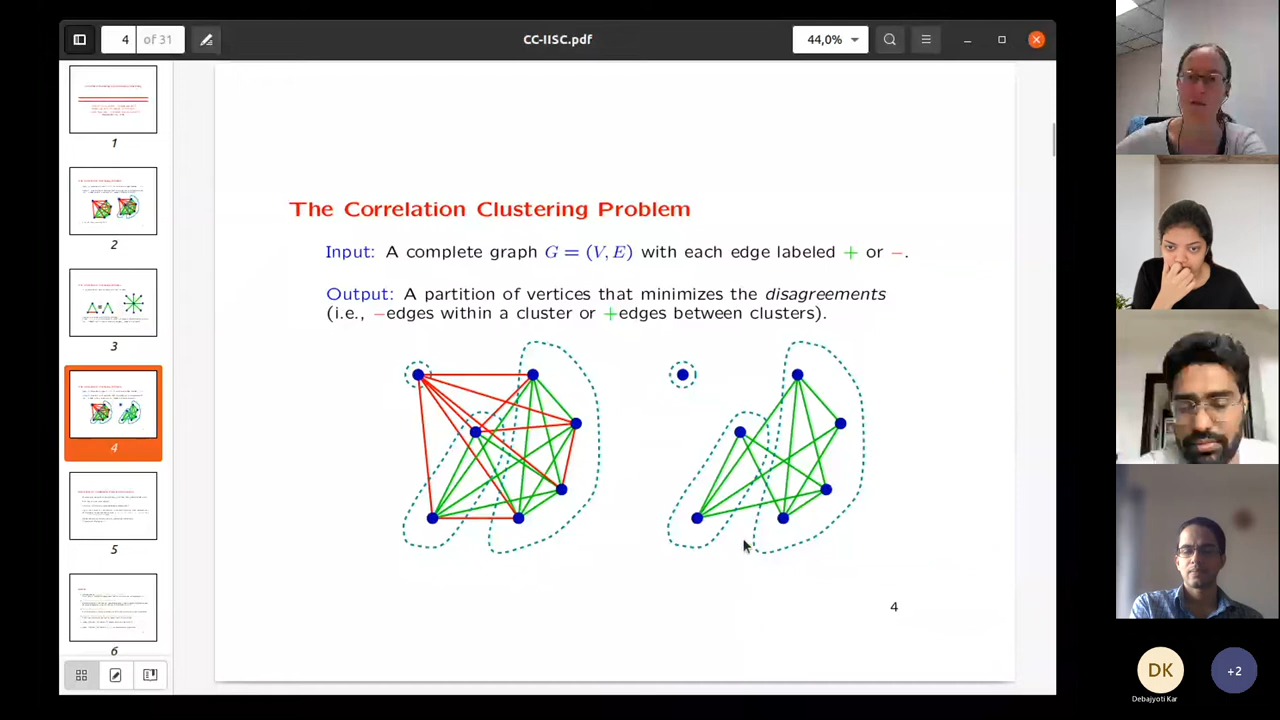 4 of 31
CC-IISC.pdf
44,0%
1
2
3
4
5
6
The Correlation Clustering Problem
Input: A complete graph G = (V, E) with each edge labeled + or −.
Output: A partition of vertices that minimizes the disagreements
(i.e., −edges within a cluster or +edges between clusters).
4
DK
Debajyoti Kar
+2